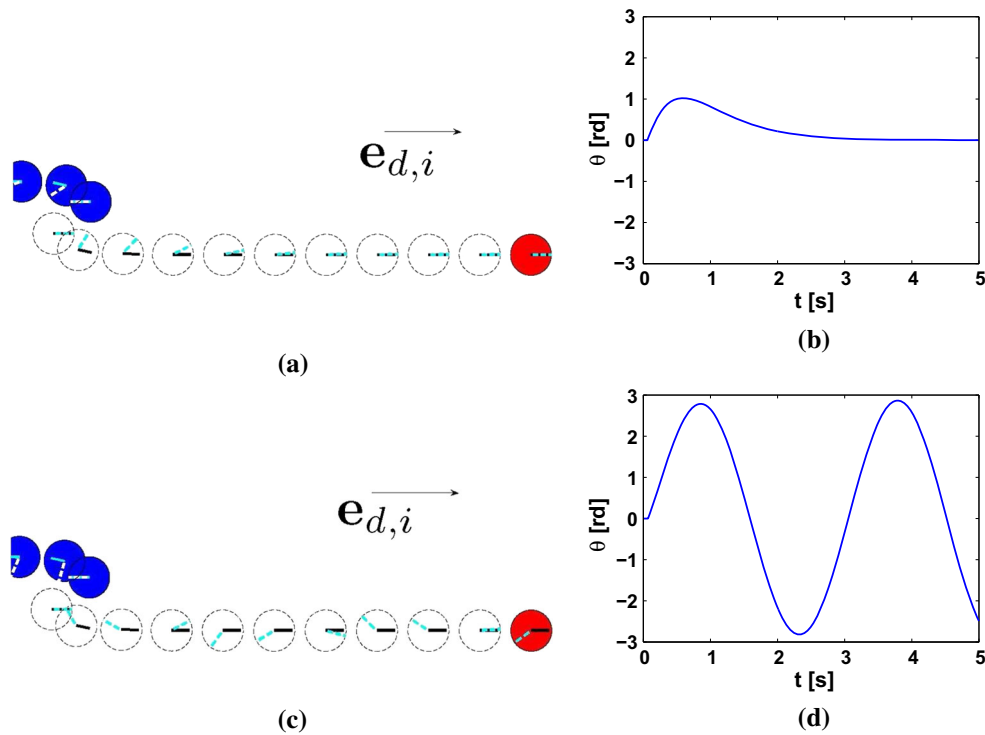 e_{d,i}
(a)
3
2
1
0
−1
−2
−3
θ [rd]
0 1 2 3 4 5
t [s]
(b)
e_{d,i}
(c)
3
2
1
0
−1
−2
−3
θ [rd]
0 1 2 3 4 5
t [s]
(d)